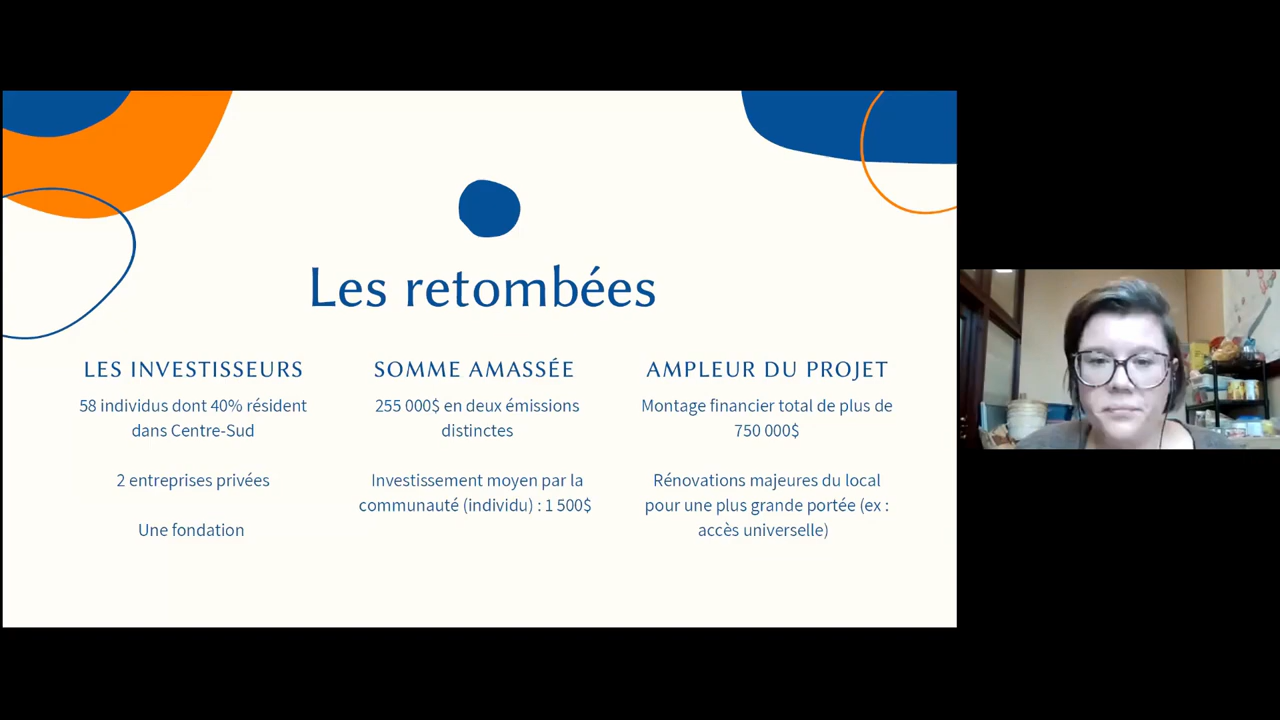 Les retombées
LES INVESTISSEURS
58 individus dont 40% résident
dans Centre-Sud
2 entreprises privées
Une fondation
SOMME AMASSÉE
255 000$ en deux émissions
distinctes
Investissement moyen par la
communauté (individu) : 1 500$
AMPLEUR DU PROJET
Montage financier total de plus de
750 000$
Rénovations majeures du local
pour une plus grande portée (ex :
accès universelle)